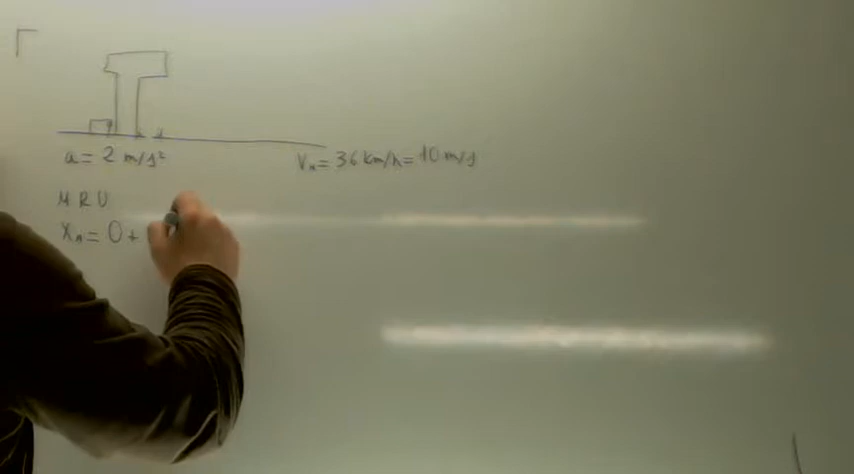 a = 2 m/s²
Vₙ = 36 km/h = 10 m/s
MRU
Xₙ = 0 +